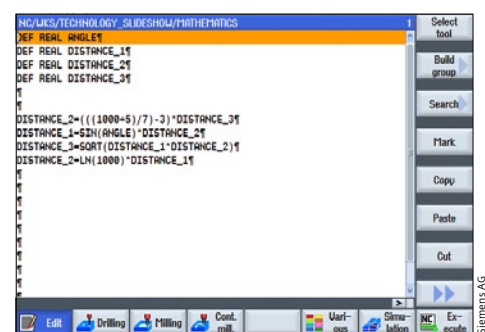 NC/WKS/TECHNOLOGY_SLIDESHOW/MATHEMATICS 1
DEF REAL ANGLE¶
DEF REAL DISTANCE_1¶
DEF REAL DISTANCE_2¶
DEF REAL DISTANCE_3¶
¶
¶
DISTANCE_2=(((1000+5)/7)-3)*DISTANCE_3¶
DISTANCE_1=SIN(ANGLE)*DISTANCE_2¶
DISTANCE_3=SQRT(DISTANCE_1*DISTANCE_2)¶
DISTANCE_2=LN(1000)*DISTANCE_1¶
¶
¶
¶
¶
¶
¶
¶
¶
¶
¶
Select
tool
Build
group
Search
Mark
Copy
Paste
Cut
Edit
Drilling
Milling
Cont.
mill.
Vari-
ous
Simu-
lation
NC Ex-
ecute
Siemens AG